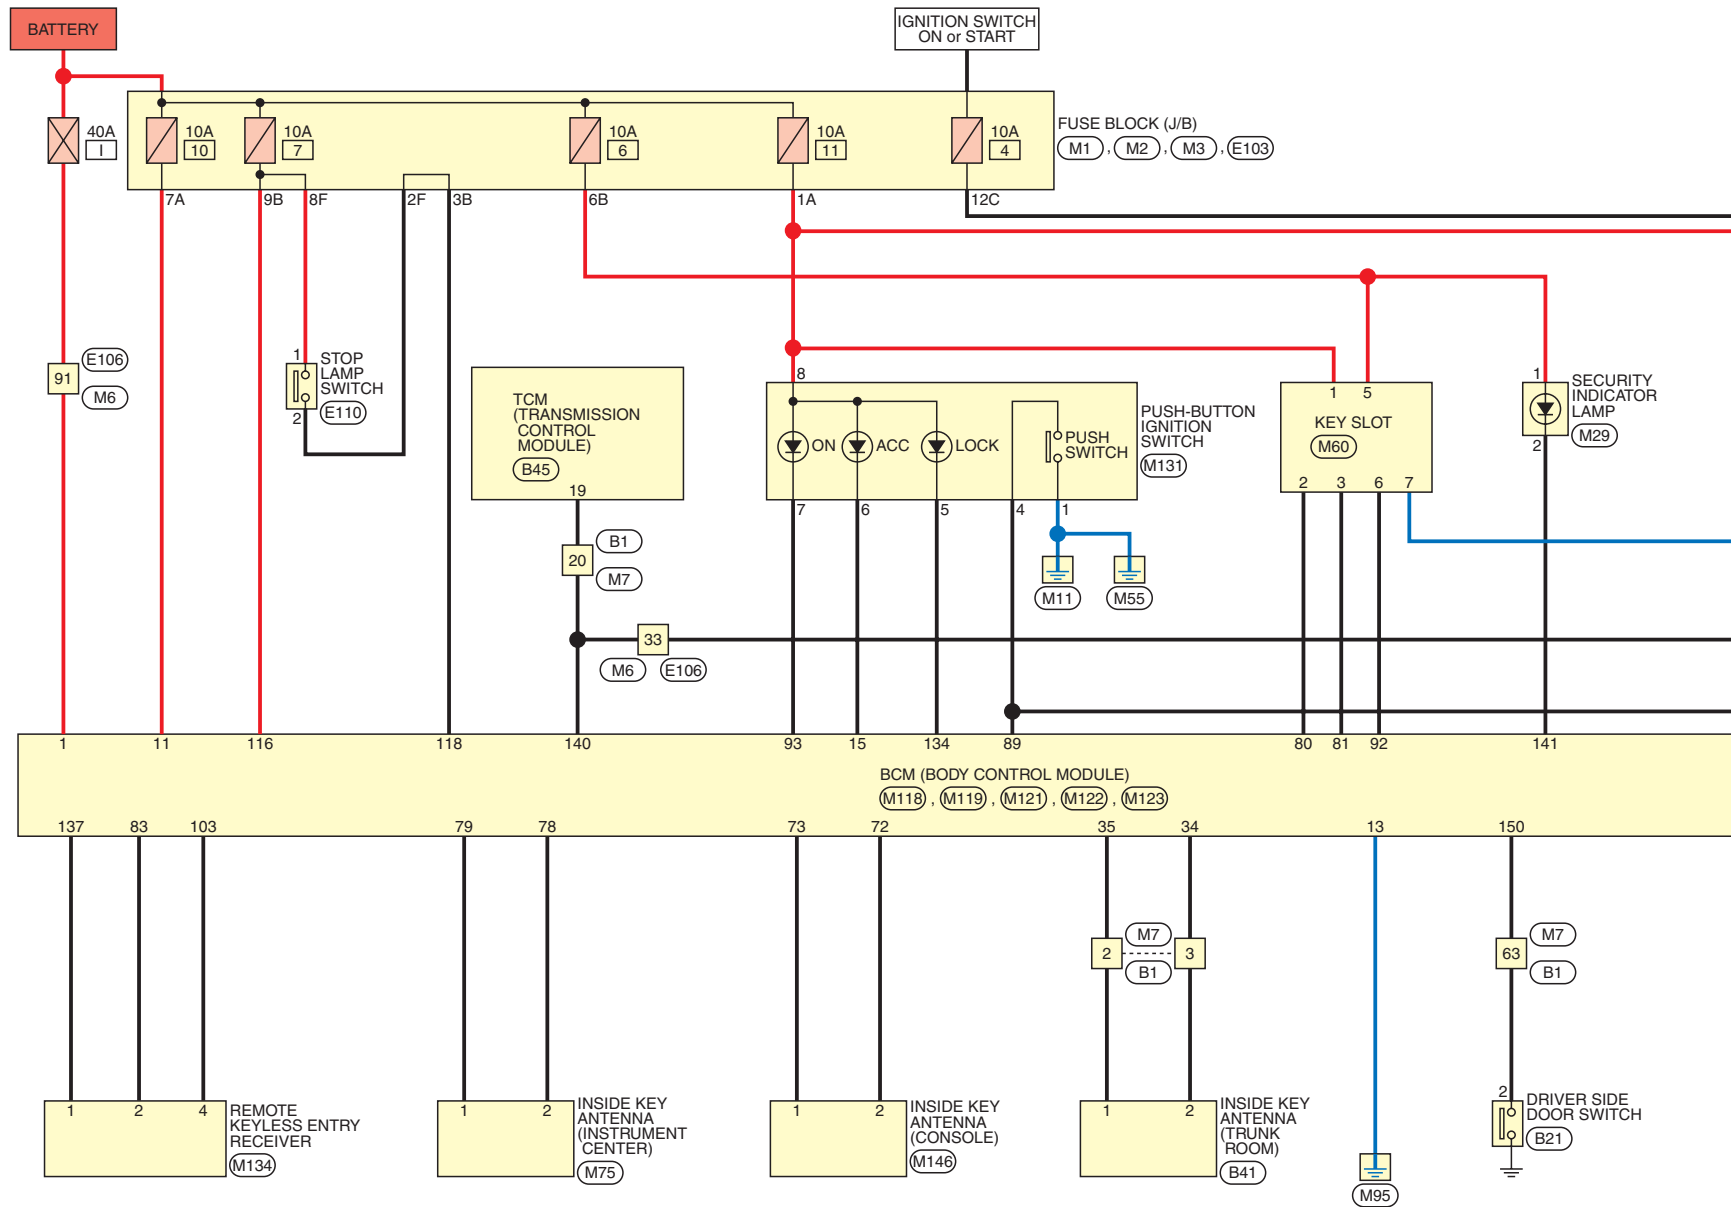 BATTERY
IGNITION SWITCH
ON or START
40A
I
10A
10
10A
7
10A
6
10A
11
10A
4
FUSE BLOCK (J/B)
M1 , M2 , M3 , E103
7A
9B
8F
2F
3B
6B
1A
12C
91
E106
M6
1
STOP
LAMP
SWITCH
E110
2
TCM
(TRANSMISSION
CONTROL
MODULE)
B45
19
20
B1
M7
33
M6
E106
8
ON
ACC
LOCK
PUSH
SWITCH
PUSH-BUTTON
IGNITION
SWITCH
M131
7
6
5
4
1
M11
M55
1
5
KEY SLOT
M60
2
3
6
7
1
SECURITY
INDICATOR
LAMP
M29
2
1
11
116
118
140
93
15
134
89
80
81
92
141
BCM (BODY CONTROL MODULE)
M118 , M119 , M121 , M122 , M123
137
83
103
79
78
73
72
35
34
13
150
2
M7
B1
3
63
M7
B1
1
2
4
REMOTE
KEYLESS ENTRY
RECEIVER
M134
1
2
INSIDE KEY
ANTENNA
(INSTRUMENT
CENTER)
M75
1
2
INSIDE KEY
ANTENNA
(CONSOLE)
M146
1
2
INSIDE KEY
ANTENNA
(TRUNK
ROOM)
B41
M95
2
DRIVER SIDE
DOOR SWITCH
B21